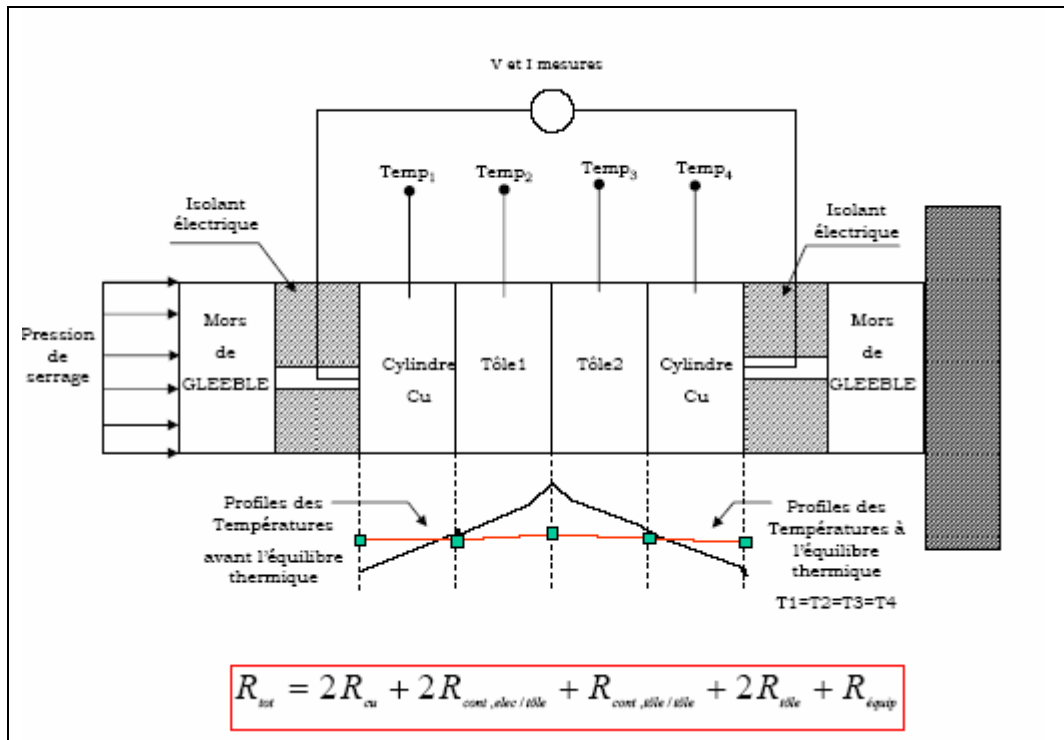 V et I mesures
Temp₁
Temp₂
Temp₃
Temp₄
Isolant
électrique
Isolant
électrique
Pression
de
serrage
Mors
de
GLEEBLE
Cylindre
Cu
Tôle1
Tôle2
Cylindre
Cu
Mors
de
GLEEBLE
Profiles des
Températures
avant l'équilibre
thermique
Profiles des
Températures à
l'équilibre
thermique
T1=T2=T3=T4
R_tot = 2R_cu + 2R_cont,elec/tôle + R_cont,tôle/tôle + 2R_tôle + R_équip